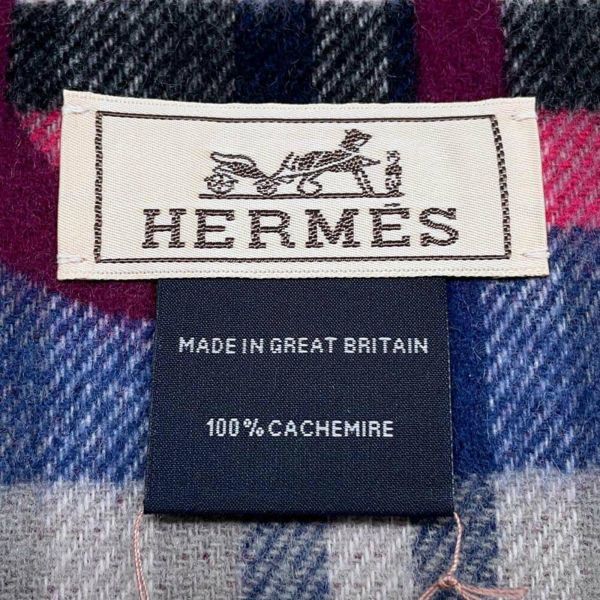 HERMÈS
MADE IN GREAT BRITAIN
100% CACHEMIRE